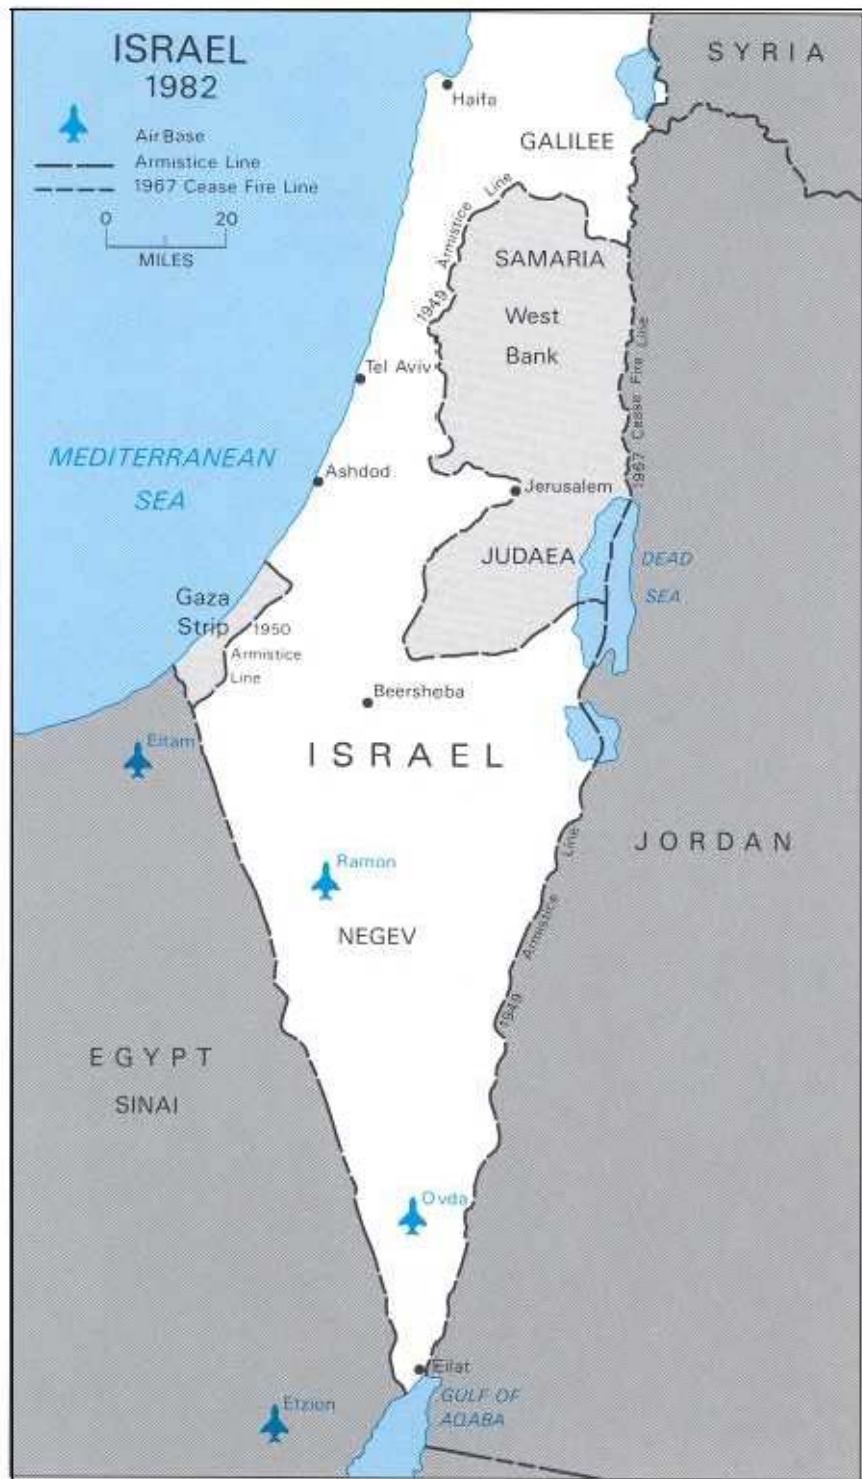 ISRAEL
1982
Air Base
Armistice Line
1967 Cease Fire Line
0 20
MILES
SYRIA
Haifa
GALILEE
1949 Armistice Line
SAMARIA
West
Bank
1967 Cease Fire Line
Tel Aviv
MEDITERRANEAN
SEA
Ashdod
Jerusalem
JUDAEA
DEAD
SEA
Gaza
Strip
1950
Armistice
Line
Beersheba
Eitam
ISRAEL
JORDAN
Ramon
NEGEV
1949 Armistice Line
EGYPT
SINAI
Ovda
Eilat
Etzion
GULF OF
AQABA